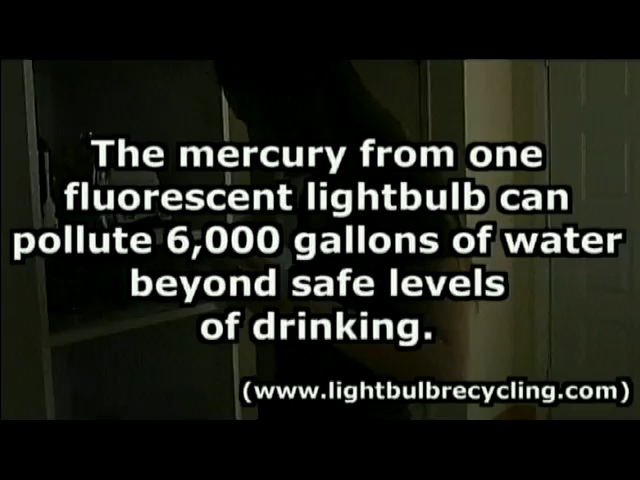 The mercury from one
fluorescent lightbulb can
pollute 6,000 gallons of water
beyond safe levels
of drinking.
(www.lightbulbrecycling.com)